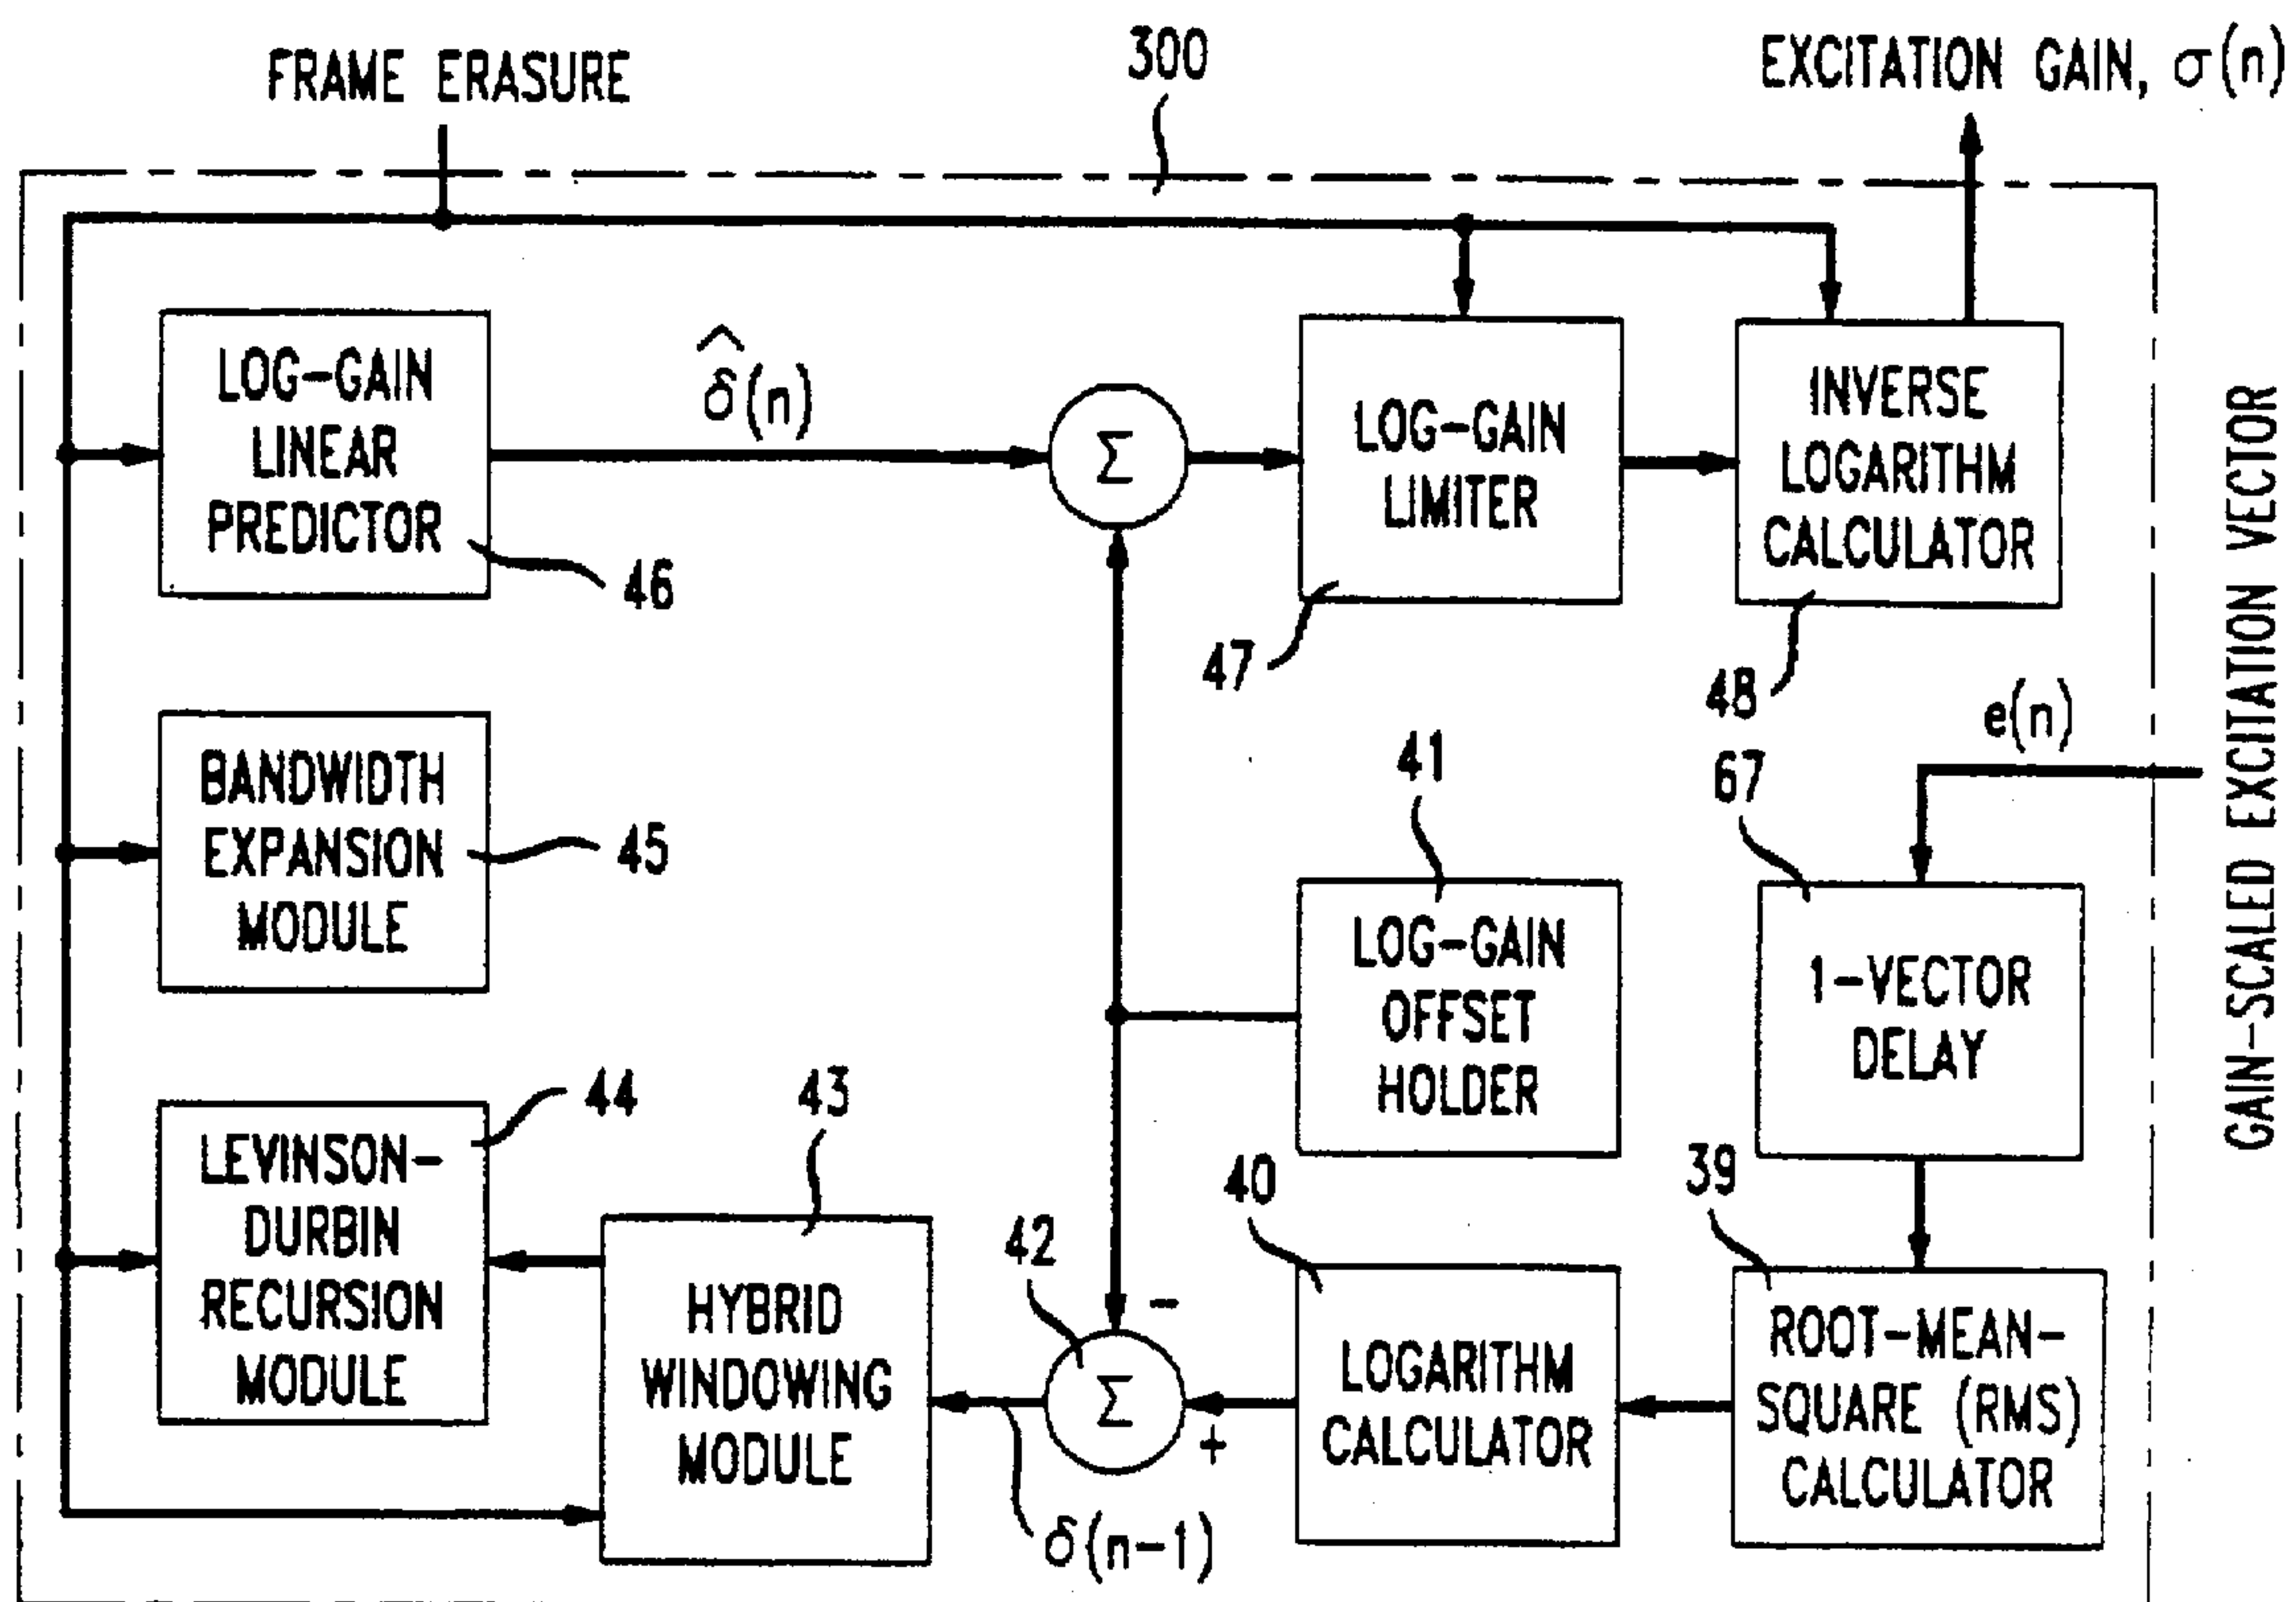 FRAME ERASURE
300
EXCITATION GAIN, σ(n)
LOG-GAIN
LINEAR
PREDICTOR
46
δ̂(n)
Σ
LOG-GAIN
LIMITER
47
INVERSE
LOGARITHM
CALCULATOR
48
e(n)
GAIN-SCALED EXCITATION VECTOR
BANDWIDTH
EXPANSION
MODULE
45
41
LOG-GAIN
OFFSET
HOLDER
67
1-VECTOR
DELAY
44
LEVINSON-
DURBIN
RECURSION
MODULE
43
HYBRID
WINDOWING
MODULE
42
-
Σ
+
δ(n-1)
40
LOGARITHM
CALCULATOR
39
ROOT-MEAN-
SQUARE (RMS)
CALCULATOR